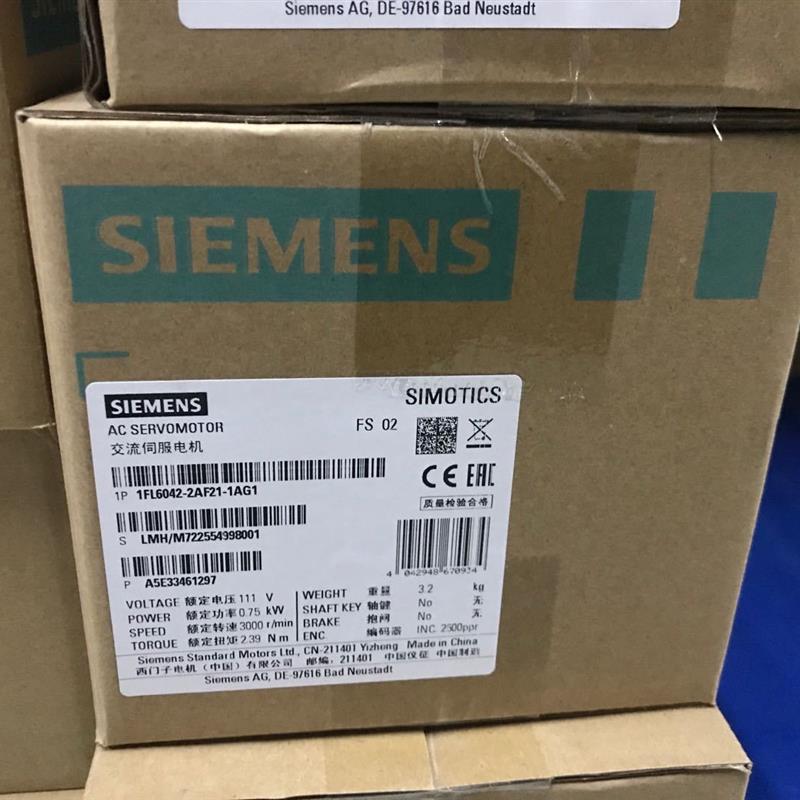 Siemens AG, DE-97616 Bad Neustadt
SIEMENS
SIEMENS
SIMOTICS
AC SERVOMOTOR
FS 02
交流伺服电机
CE EAC
1P 1FL6042-2AF21-1AG1
质量检验合格
S LMH/M722554998001
4 042948 670934
P A5E33461297
VOLTAGE 额定电压 111 V
POWER 额定功率 0.75 kW
SPEED 额定转速 3000 r/min
TORQUE 额定扭矩 2.39 N m
WEIGHT 重量 3.2 kg
SHAFT KEY 轴键 No 无
BRAKE 抱闸 No 无
ENC 编码器 INC 2500ppr
Siemens Standard Motors Ltd., CN-211401 Yizheng Made in China
西门子电机（中国）有限公司 邮编：211401 中国仪征 中国制造
Siemens AG, DE-97616 Bad Neustadt